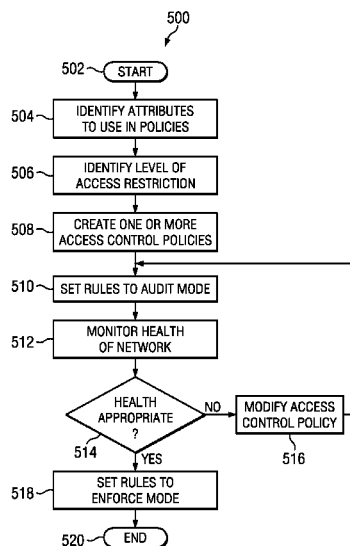 500
502
START
504
IDENTIFY ATTRIBUTES
TO USE IN POLICIES
506
IDENTIFY LEVEL OF
ACCESS RESTRICTION
508
CREATE ONE OR MORE
ACCESS CONTROL POLICIES
510
SET RULES TO AUDIT MODE
512
MONITOR HEALTH
OF NETWORK
HEALTH
APPROPRIATE
?
514
NO
MODIFY ACCESS
CONTROL POLICY
516
YES
518
SET RULES TO
ENFORCE MODE
520
END